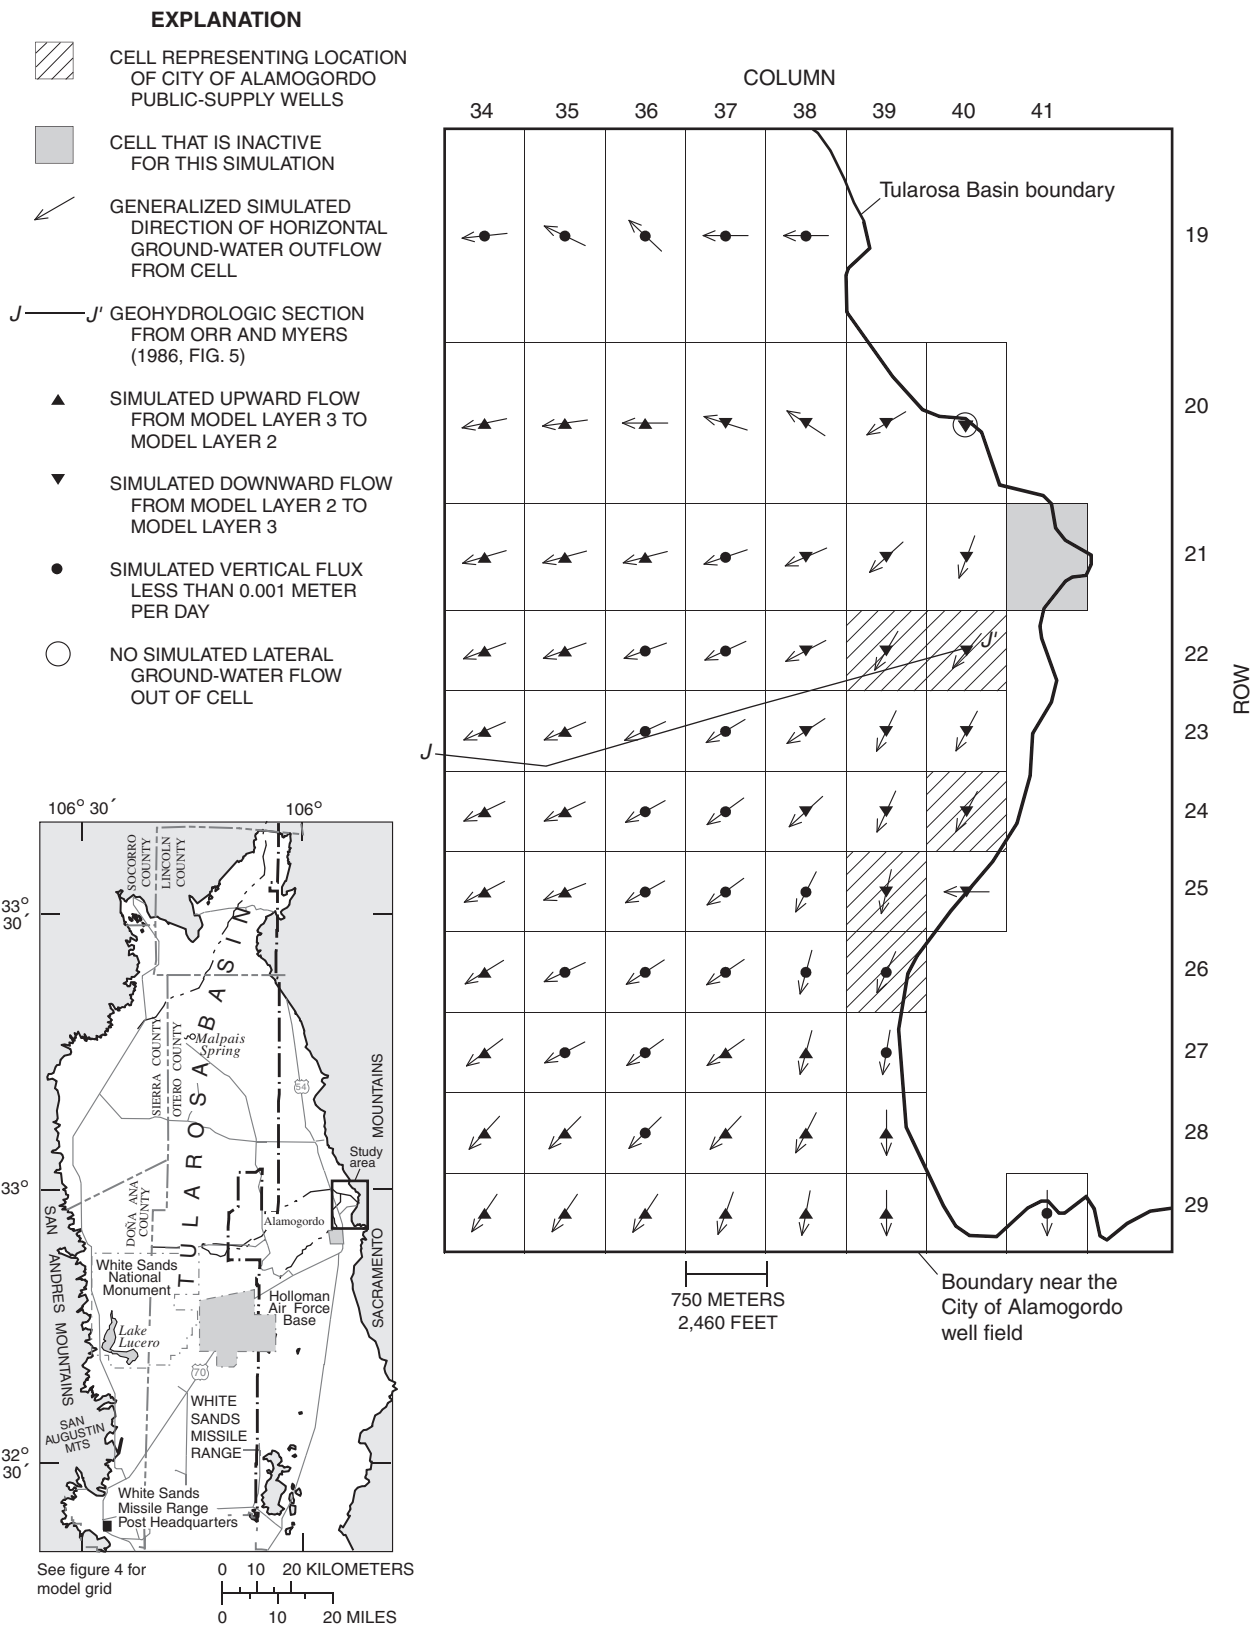 EXPLANATION
CELL REPRESENTING LOCATION
OF CITY OF ALAMOGORDO
PUBLIC-SUPPLY WELLS
CELL THAT IS INACTIVE
FOR THIS SIMULATION
GENERALIZED SIMULATED
DIRECTION OF HORIZONTAL
GROUND-WATER OUTFLOW
FROM CELL
J J' GEOHYDROLOGIC SECTION
FROM ORR AND MYERS
(1986, FIG. 5)
SIMULATED UPWARD FLOW
FROM MODEL LAYER 3 TO
MODEL LAYER 2
SIMULATED DOWNWARD FLOW
FROM MODEL LAYER 2 TO
MODEL LAYER 3
SIMULATED VERTICAL FLUX
LESS THAN 0.001 METER
PER DAY
NO SIMULATED LATERAL
GROUND-WATER FLOW
OUT OF CELL
COLUMN
34 35 36 37 38 39 40 41
Tularosa Basin boundary
19
20
21
22
23
24
25
26
27
28
29
ROW
J
J'
750 METERS
2,460 FEET
Boundary near the
City of Alamogordo
well field
106° 30´ 106°
33°
30´
33°
32°
30´
SOCORRO
COUNTY
LINCOLN
COUNTY
SIERRA COUNTY
OTERO COUNTY
DOÑA ANA
COUNTY
TULAROSA BASIN
Malpais
Spring
54
MOUNTAINS
SACRAMENTO
Study
area
Alamogordo
SAN ANDRES MOUNTAINS
White Sands
National
Monument
Holloman
Air Force
Base
Lake
Lucero
70
WHITE
SANDS
MISSILE
RANGE
SAN
AUGUSTIN
MTS
White Sands
Missile Range
Post Headquarters
See figure 4 for
model grid
0 10 20 KILOMETERS
0 10 20 MILES